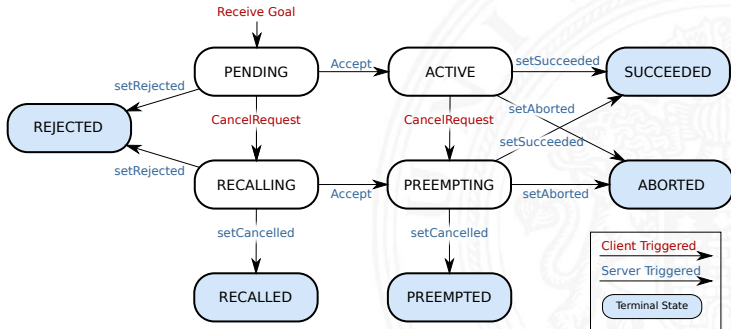 Receive Goal
PENDING
Accept
ACTIVE
setSucceeded
SUCCEEDED
setRejected
setAborted
REJECTED
CancelRequest
CancelRequest
setSucceeded
setRejected
RECALLING
Accept
PREEMPTING
setAborted
ABORTED
setCancelled
setCancelled
RECALLED
PREEMPTED
Client Triggered
Server Triggered
Terminal State